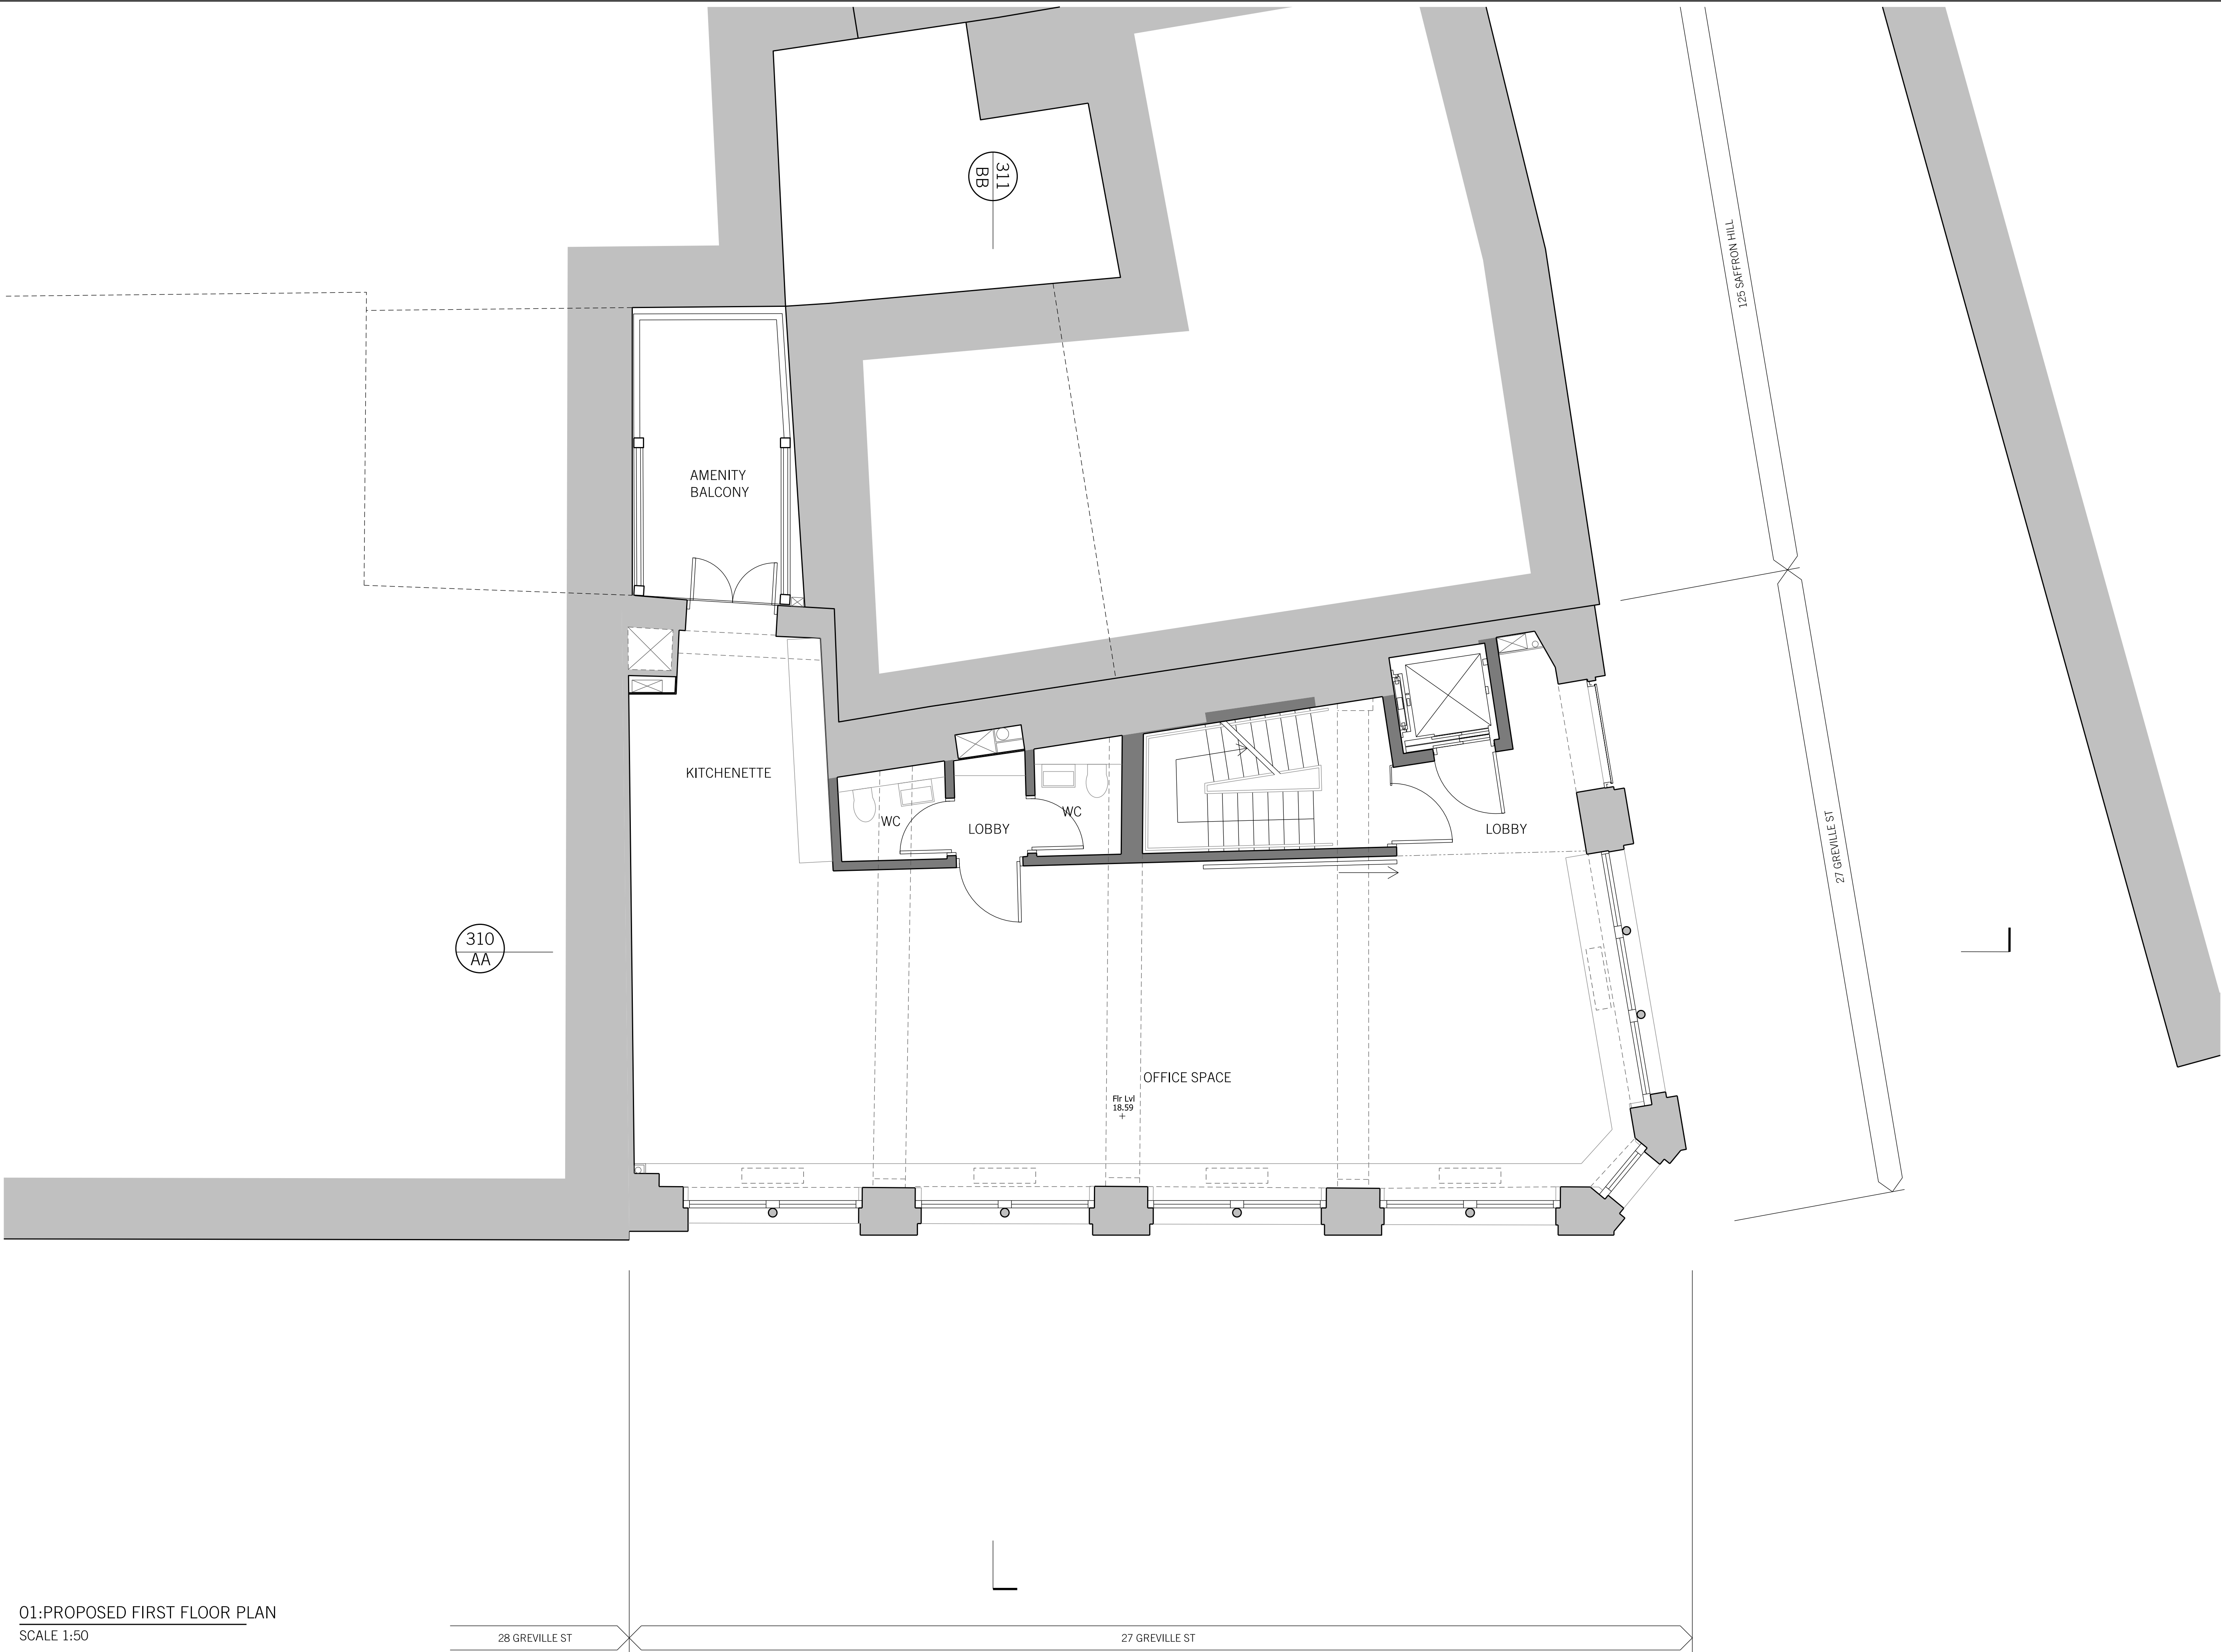 311
BB
125 SAFFRON HILL
AMENITY
BALCONY
KITCHENETTE
WC
LOBBY
WC
LOBBY
27 GREVILLE ST
310
AA
OFFICE SPACE
Flr Lvl
18.59
01:PROPOSED FIRST FLOOR PLAN
SCALE 1:50
28 GREVILLE ST
27 GREVILLE ST